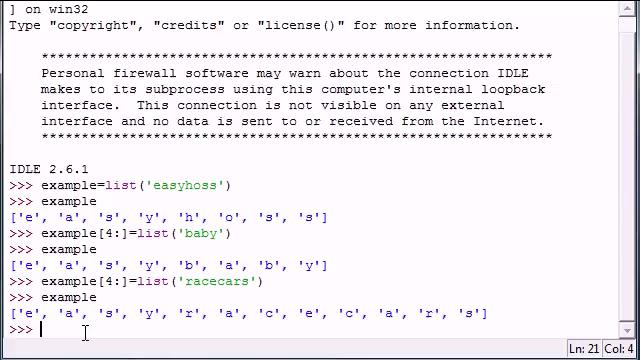 ] on win32
Type "copyright", "credits" or "license()" for more information.
****************************************************************
Personal firewall software may warn about the connection IDLE
makes to its subprocess using this computer's internal loopback
interface.  This connection is not visible on any external
interface and no data is sent to or received from the Internet.
****************************************************************
IDLE 2.6.1
>>> example=list('easyhoss')
>>> example
['e', 'a', 's', 'y', 'h', 'o', 's', 's']
>>> example[4:]=list('baby')
>>> example
['e', 'a', 's', 'y', 'b', 'a', 'b', 'y']
>>> example[4:]=list('racecars')
>>> example
['e', 'a', 's', 'y', 'r', 'a', 'c', 'e', 'c', 'a', 'r', 's']
>>>
Ln: 21 Col: 4